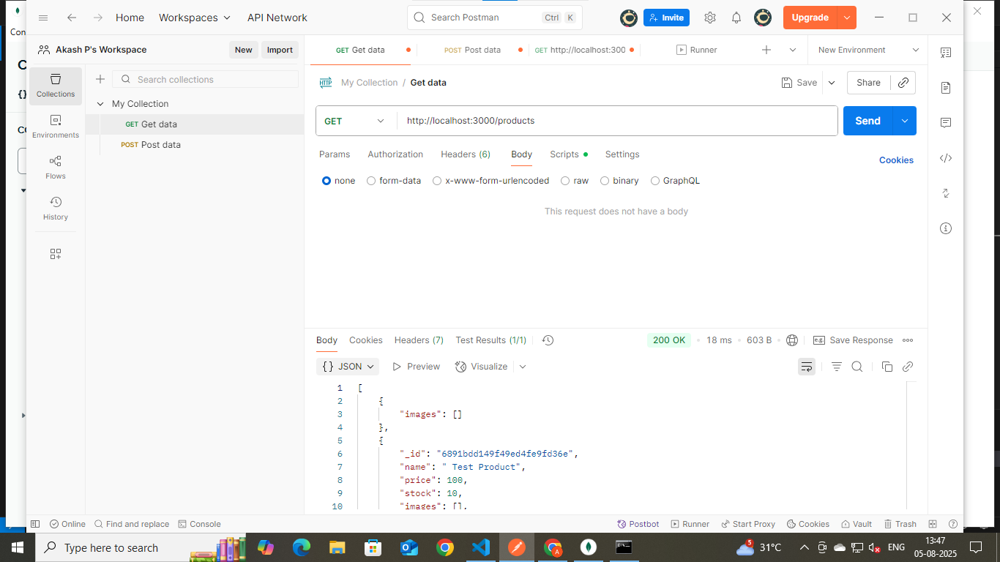 Home
Workspaces
API Network
Search Postman
Ctrl
K
Invite
Upgrade
Con
Akash P's Workspace
New
Import
GET Get data
POST Post data
GET http://localhost:300
Runner
New Environment
C
Collections
Search collections
My Collection / Get data
Save
Share
{}
My Collection
GET Get data
GET
http://localhost:3000/products
Send
CO
Environments
POST Post data
Params
Authorization
Headers (6)
Body
Scripts
Settings
Cookies
Flows
none
form-data
x-www-form-urlencoded
raw
binary
GraphQL
History
This request does not have a body
Body
Cookies
Headers (7)
Test Results (1/1)
200 OK
18 ms
603 B
e.g.
Save Response
{} JSON
Preview
Visualize
1 [
2 {
3 "images": []
4 },
5 {
6 "_id": "6891bdd149f49ed4fe9fd36e",
7 "name": " Test Product",
8 "price": 100,
9 "stock": 10,
10 "images": [],
Online
Find and replace
Console
Postbot
Runner
Start Proxy
Cookies
Vault
Trash
Type here to search
5
31°C
ENG
13:47
05-08-2025